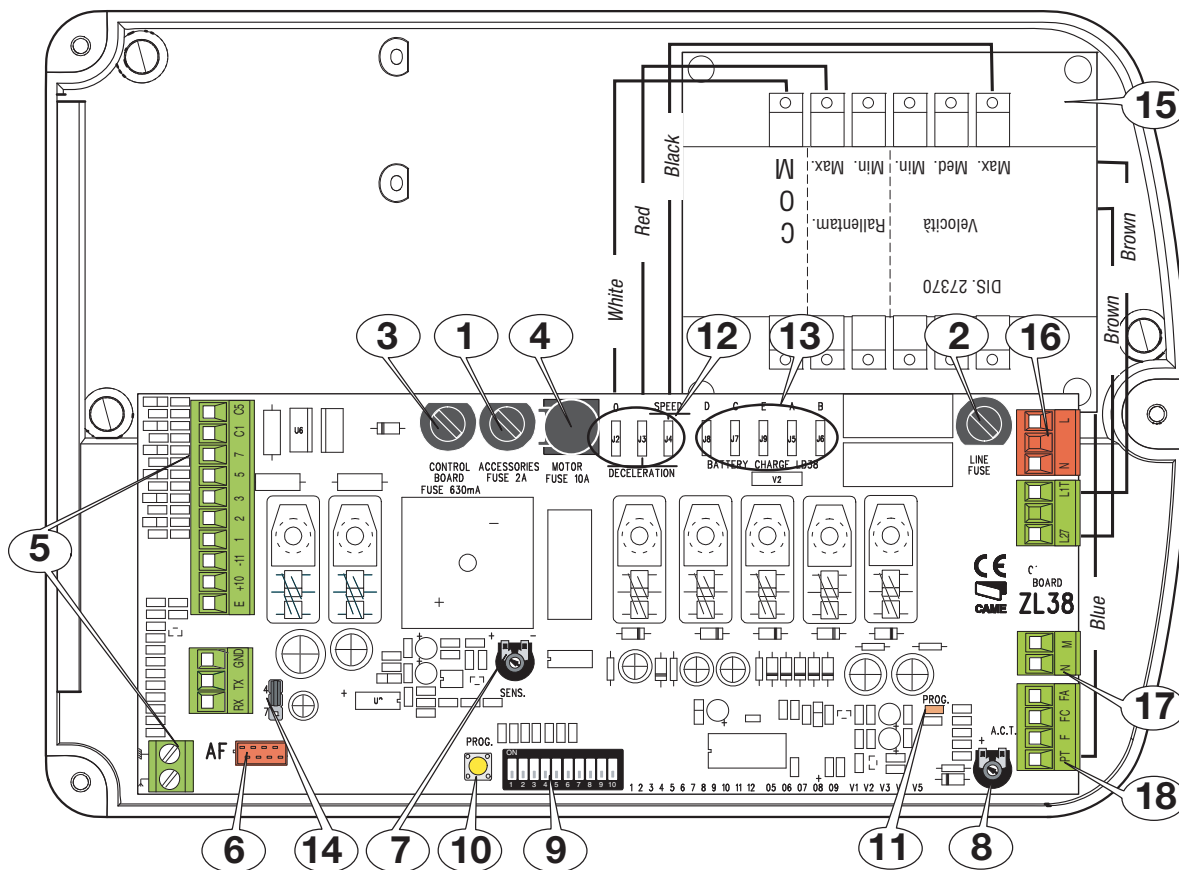 15
Black
Red
White
Max.
Med.
Min.
Min.
Max.
C O M
Velocità
Rallentam.
DIS. 27370
Brown
Brown
3
1
4
12
13
2
16
CONTROL
BOARD
FUSE 630mA
ACCESSORIES
FUSE 2A
MOTOR
FUSE 10A
0
SPEED
J2
J3
J4
DECELERATION
D
C
E
A
B
J8
J7
J9
J5
J6
BATTERY CHARGE LB38
V2
LINE
FUSE
L
N
L1T
L2T
U6
CS
C1
7
5
3
2
1
-11
+10
E
5
-
+
CE
CAME
BOARD
ZL38
Blue
M
N
17
GND
TX
RX
4
7
+
-
SENS.
PROG.
A.C.T.
+
FA
FC
F
PT
18
AF
PROG.
ON
1 2 3 4 5 6 7 8 9 10
1 2 3 4 5 6 7 8 9 10 11 12 05 06 07 08 09 V1 V2 V3 V5
6
14
7
10
9
11
8